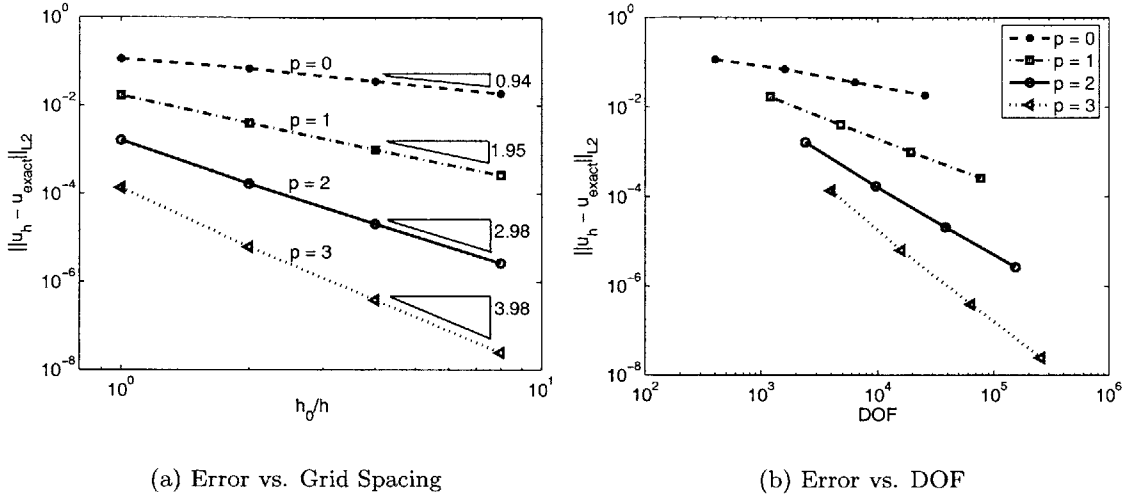 10^0
10^-2
10^-4
10^-6
10^-8
||u_h - u_exact||_L2
p = 0
p = 1
p = 2
p = 3
0.94
1.95
2.98
3.98
10^0
10^1
h_0/h
(a) Error vs. Grid Spacing
10^0
10^-2
10^-4
10^-6
10^-8
||u_h - u_exact||_L2
p = 0
p = 1
p = 2
p = 3
10^2
10^3
10^4
10^5
10^6
DOF
(b) Error vs. DOF